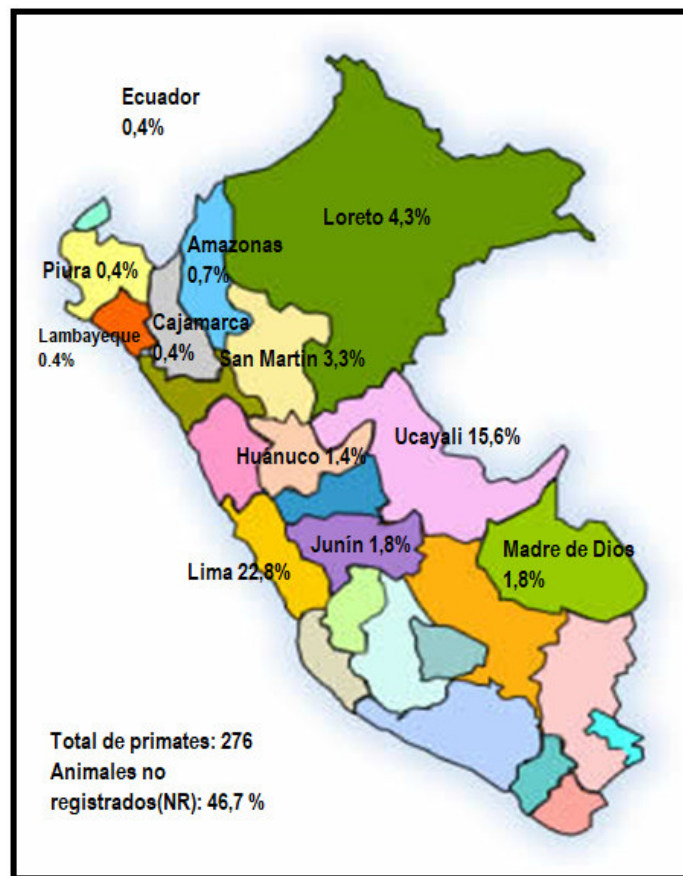 Ecuador
0,4%
Loreto 4,3%
Amazonas
0,7%
Piura 0,4%
Lambayeque
0.4%
Cajamarca
0,4%
San Martin 3,3%
Ucayali 15,6%
Huánuco 1,4%
Junín 1,8%
Madre de Dios
1,8%
Lima 22,8%
Total de primates: 276
Animales no
registrados(NR): 46,7 %